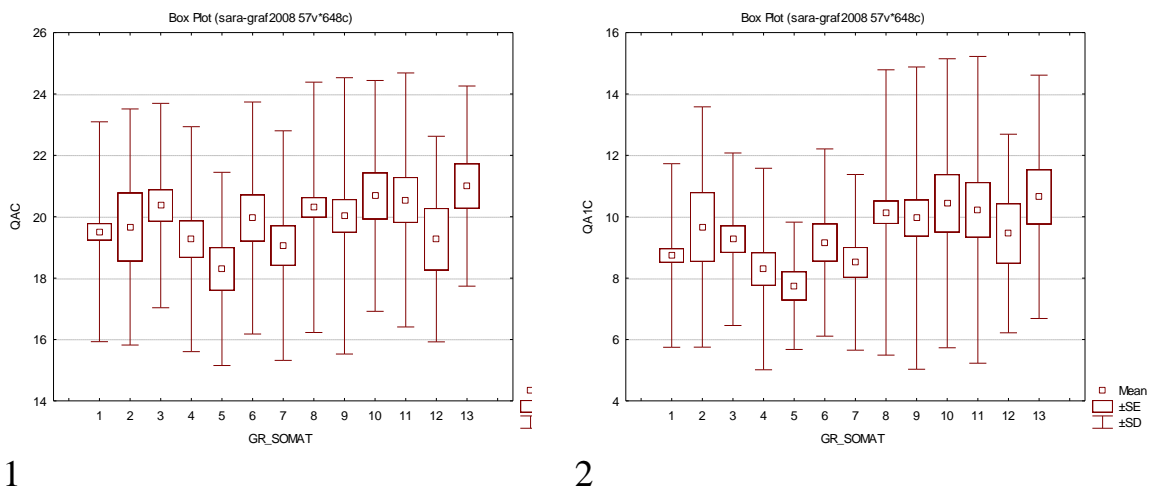 Box Plot (sara-graf2008 57v*648c)
26
24
22
20
18
16
14
QAC
1 2 3 4 5 6 7 8 9 10 11 12 13
GR_SOMAT
1
Box Plot (sara-graf2008 57v*648c)
16
14
12
10
8
6
4
QA1C
1 2 3 4 5 6 7 8 9 10 11 12 13
GR_SOMAT
Mean
±SE
±SD
2